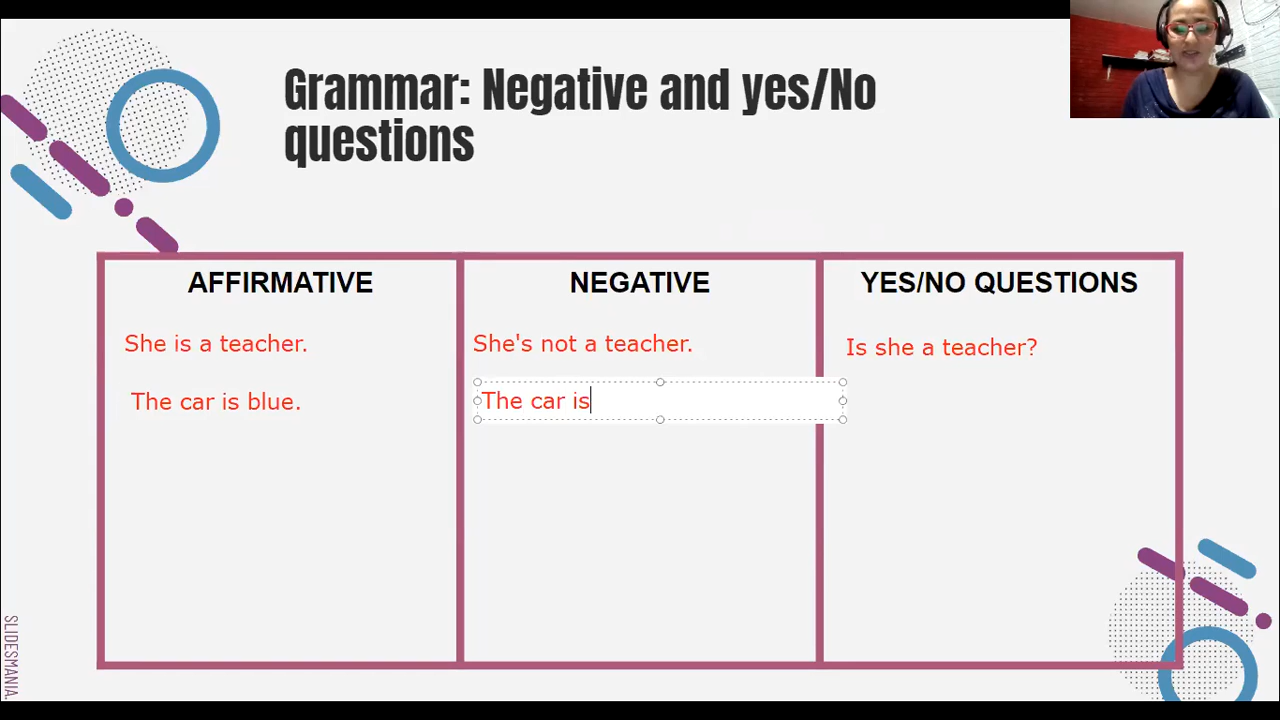 Grammar: Negative and yes/No
questions
AFFIRMATIVE
NEGATIVE
YES/NO QUESTIONS
She is a teacher.
She's not a teacher.
Is she a teacher?
The car is blue.
The car is
SLIDESMANIA.